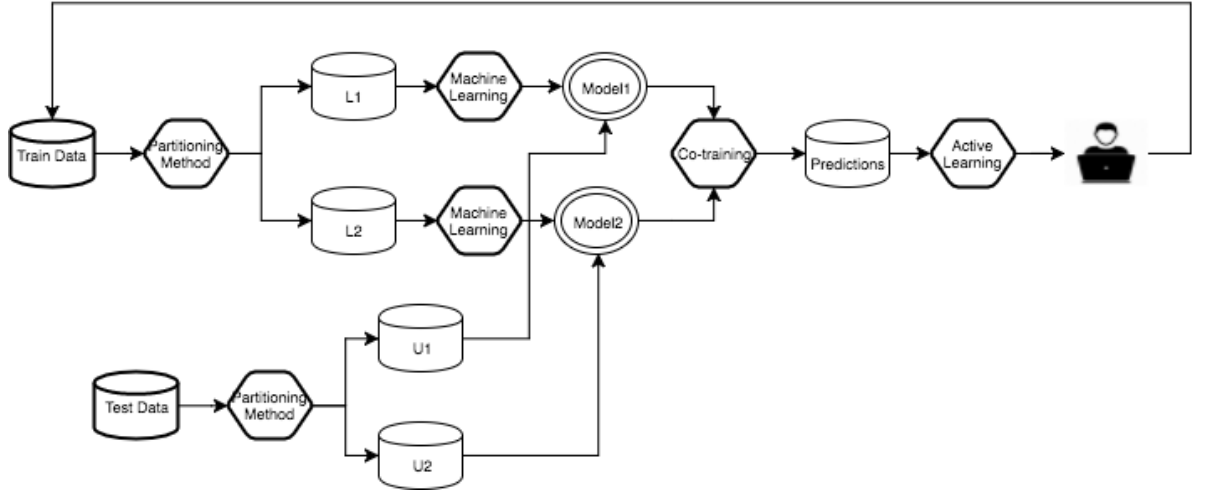 L1
Machine
Learning
Model1
Train Data
Partitioning
Method
Co-training
Predictions
Active
Learning
L2
Machine
Learning
Model2
U1
Test Data
Partitioning
Method
U2